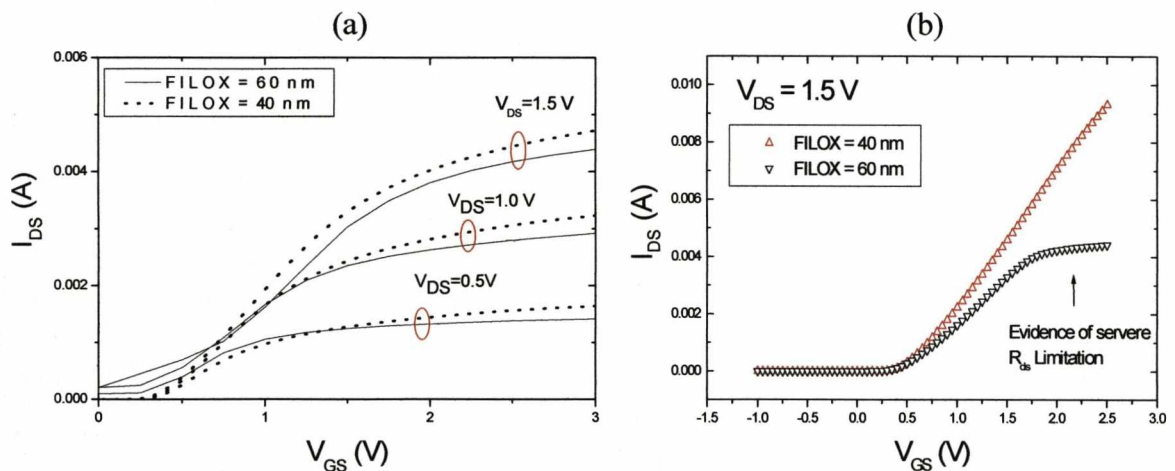 (a)
0.006
0.004
0.002
0.000
I_DS (A)
FILOX = 60 nm
FILOX = 40 nm
V_DS=1.5 V
V_DS=1.0 V
V_DS=0.5V
0
1
2
3
V_GS (V)
(b)
0.010
0.008
0.006
0.004
0.002
0.000
I_DS (A)
V_DS = 1.5 V
FILOX = 40 nm
FILOX = 60 nm
Evidence of servere
R_ds Limitation
-1.5
-1.0
-0.5
0.0
0.5
1.0
1.5
2.0
2.5
3.0
V_GS (V)